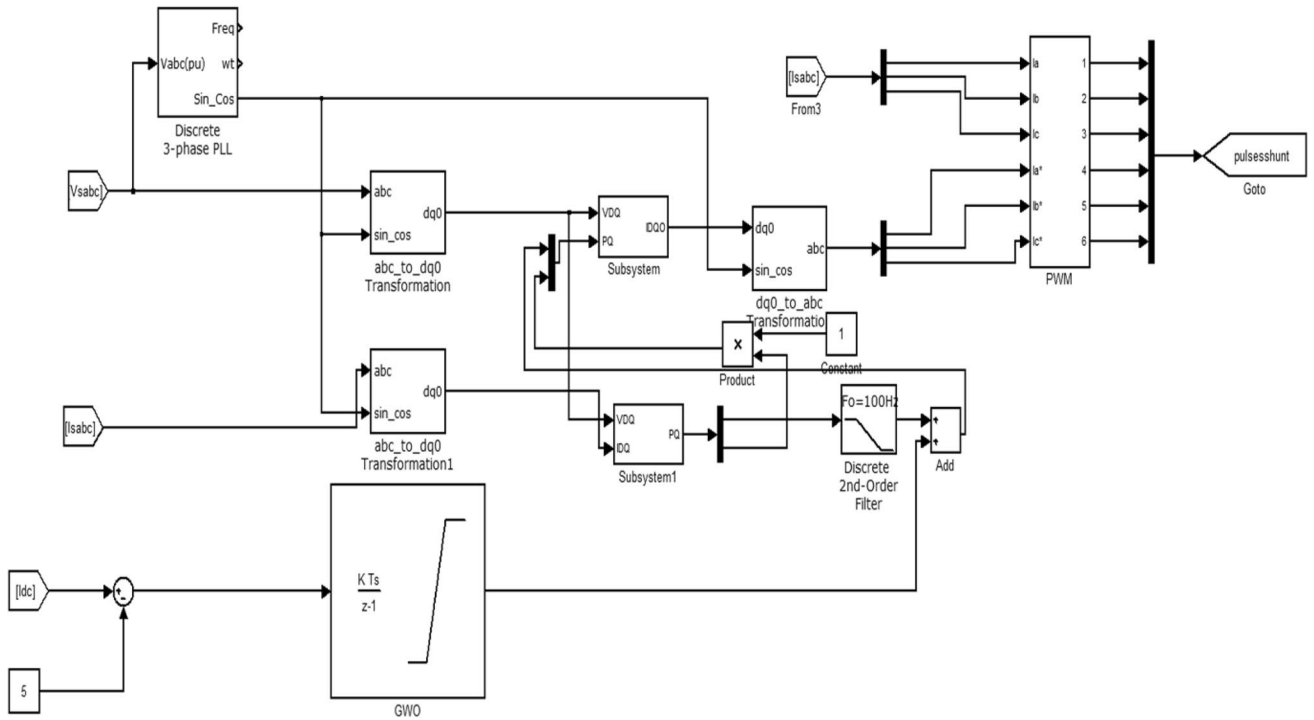 Freq
Vabc(pu)
wt
Sin_Cos
Discrete
3-phase PLL
[Isabc]
From3
Ia
Ib
Ic
Ia*
Ib*
Ic*
1
2
3
4
5
6
PWM
pulsesshunt
Goto
Vsabc]
abc
dq0
sin_cos
abc_to_dq0
Transformation
VDQ
PQ
IDQ0
Subsystem
dq0
abc
sin_cos
dq0_to_abc
Transformatio
×
Product
1
Constant
[Isabc]
abc
dq0
sin_cos
abc_to_dq0
Transformation1
VDQ
IDQ
PQ
Subsystem1
Fo=100Hz
Discrete
2nd-Order
Filter
+
+
Add
[Idc]
+
-
5
K Ts
z-1
GWO